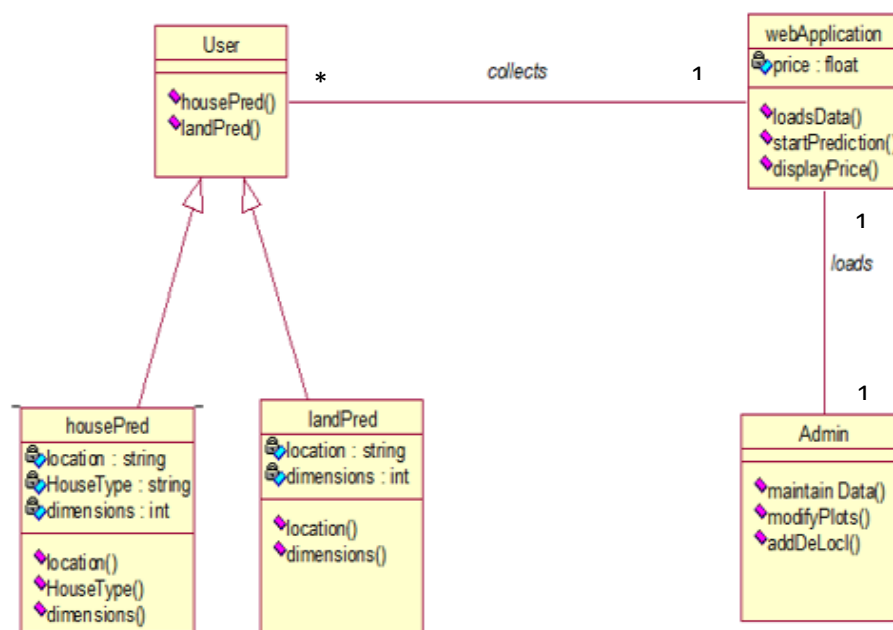 User
housePred()
landPred()
*
collects
1
webApplication
price : float
loadsData()
startPrediction()
displayPrice()
1
loads
1
housePred
location : string
HouseType : string
dimensions : int
location()
HouseType()
dimensions()
landPred
location : string
dimensions : int
location()
dimensions()
Admin
maintain Data()
modifyPlots()
addDeLocl()